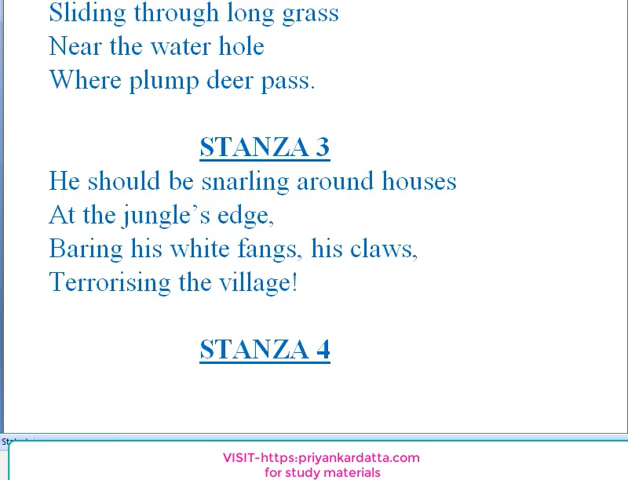 Sliding through long grass
Near the water hole
Where plump deer pass.
STANZA 3
He should be snarling around houses
At the jungle’s edge,
Baring his white fangs, his claws,
Terrorising the village!
STANZA 4
VISIT-https:priyankardatta.com
for study materials